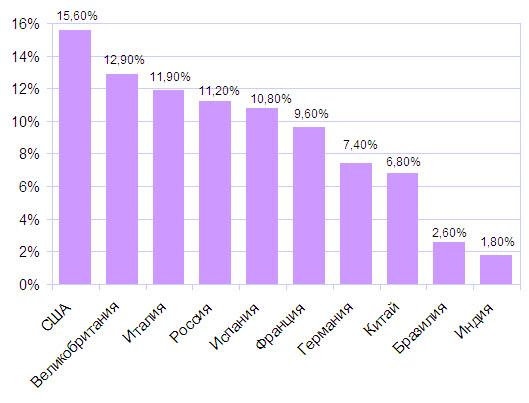 16%
14%
12%
10%
8%
6%
4%
2%
0%
15,60%
12,90%
11,90%
11,20%
10,80%
9,60%
7,40%
6,80%
2,60%
1,80%
США
Великобритания
Италия
Россия
Испания
Франция
Германия
Китай
Бразилия
Индия